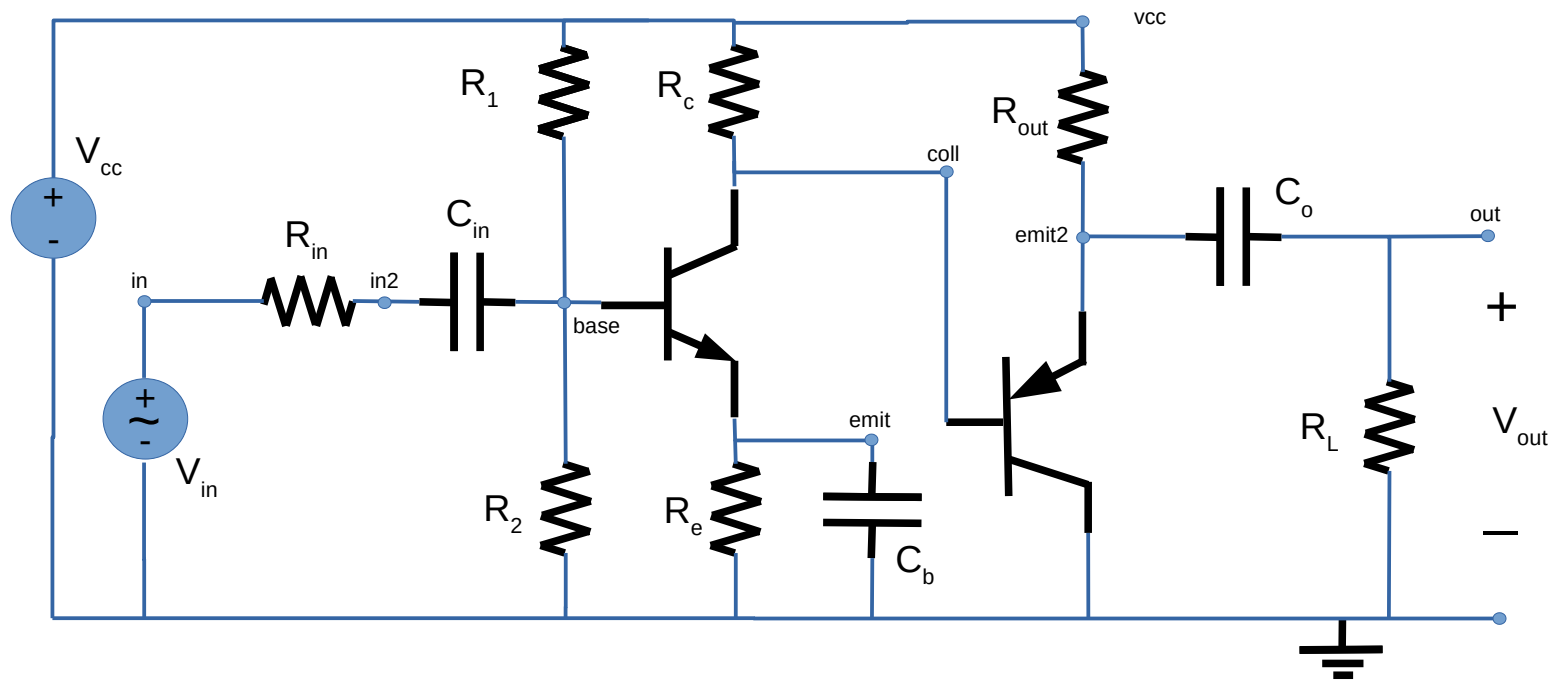 vcc
R1
Rc
Rout
Vcc
+
-
coll
Cin
Rin
Co
out
emit2
in
in2
base
+
+
~
-
Vin
emit
RL
Vout
R2
Re
Cb
–